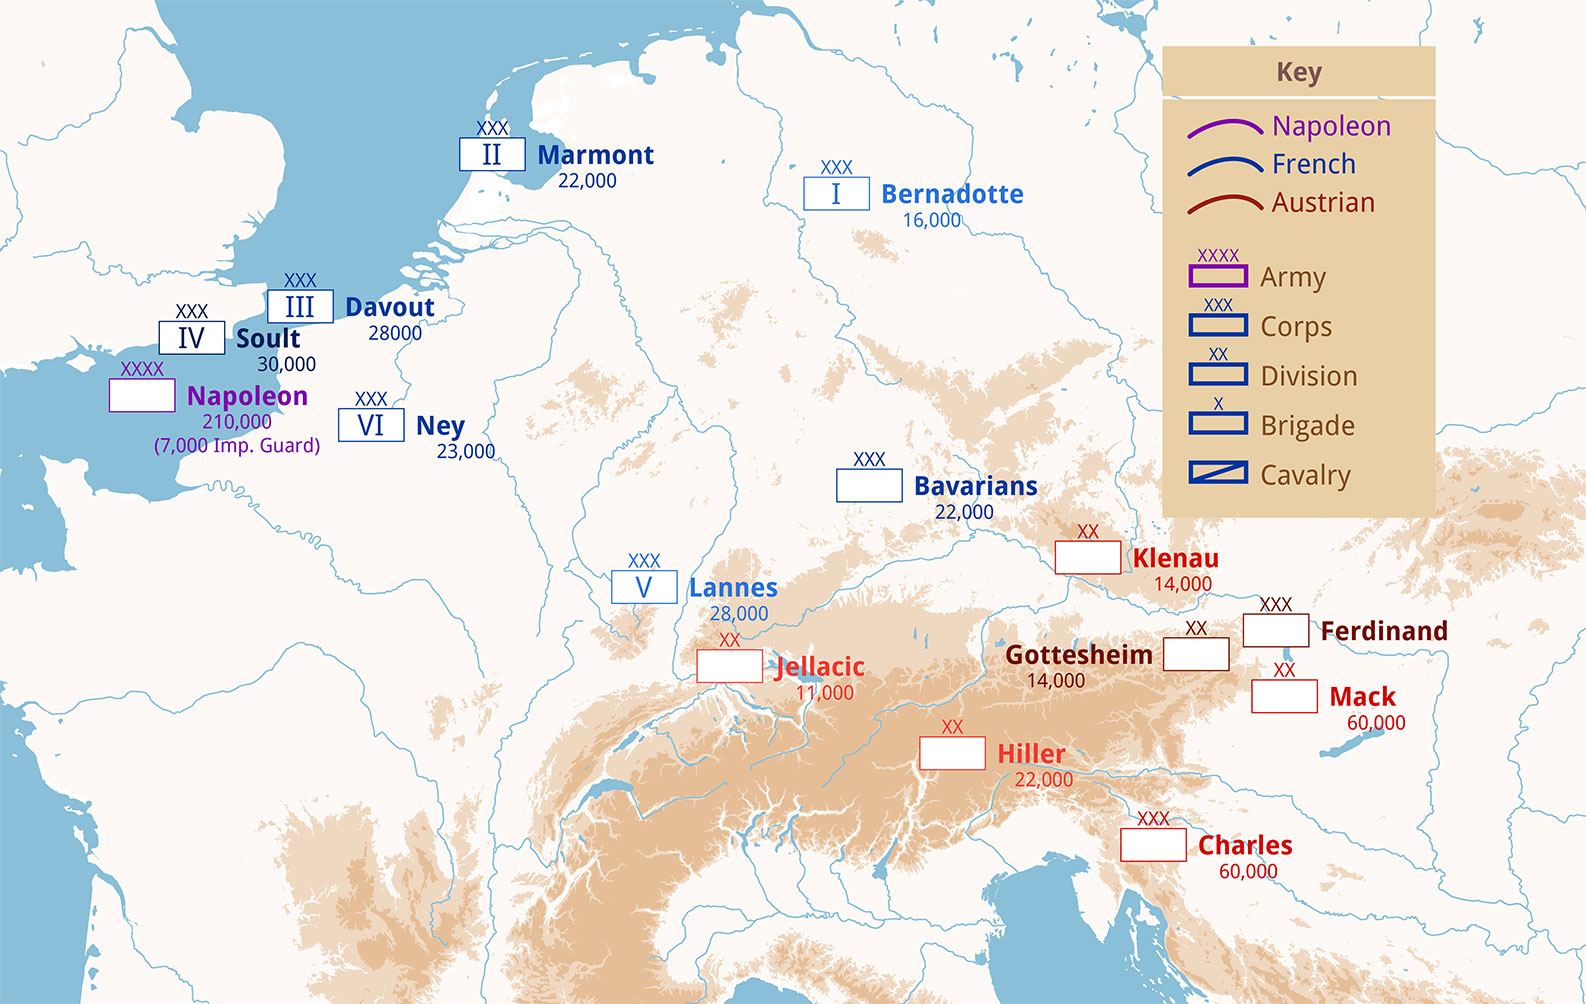 XXX
II
Marmont
22,000
XXX
I
Bernadotte
16,000
XXX
III
Davout
28000
XXX
IV
Soult
30,000
XXXX
Napoleon
210,000
(7,000 Imp. Guard)
XXX
VI
Ney
23,000
XXX
Bavarians
22,000
XXX
V
Lannes
28,000
XX
Klenau
14,000
XXX
Ferdinand
XX
Gottesheim
14,000
XX
Mack
60,000
XX
Jellacic
11,000
XX
Hiller
22,000
XXX
Charles
60,000
Key
Napoleon
French
Austrian
XXXX
Army
XXX
Corps
XX
Division
X
Brigade
Cavalry